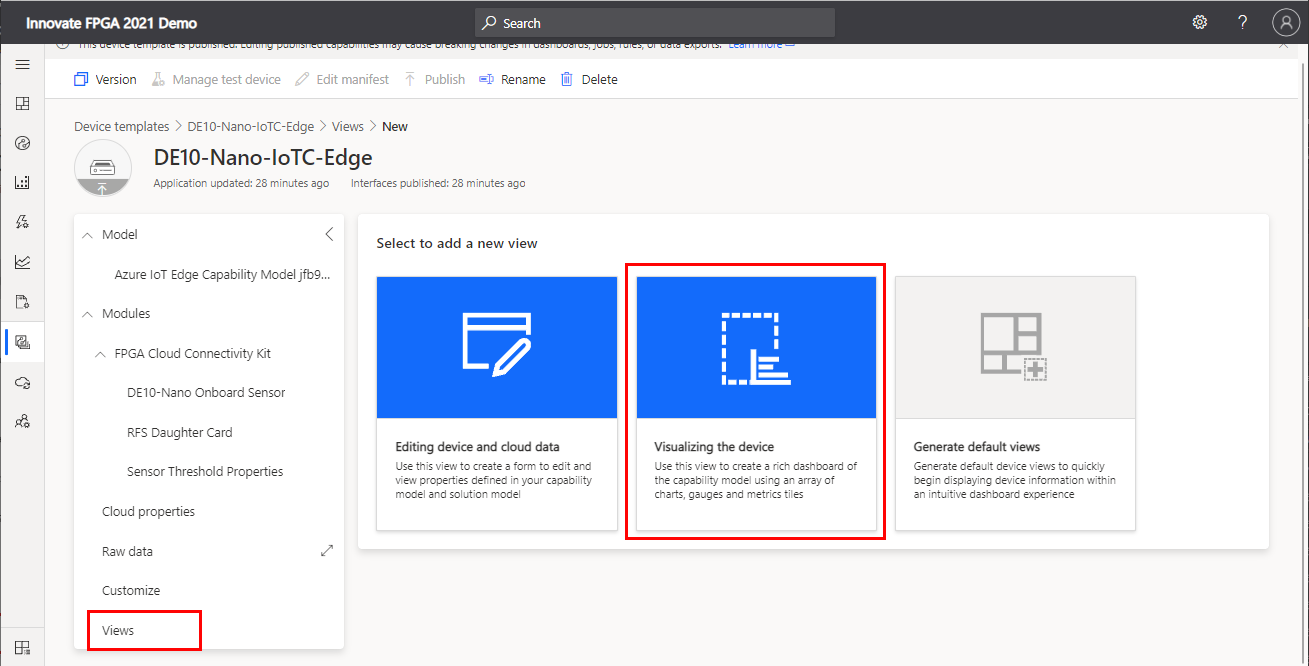 Innovate FPGA 2021 Demo
Search
?
This device template is published. Editing published capabilities may cause breaking changes in dashboards, jobs, rules, or data exports. Learn more
Version
Manage test device
Edit manifest
Publish
Rename
Delete
Device templates > DE10-Nano-IoTC-Edge > Views > New
DE10-Nano-IoTC-Edge
Application updated: 28 minutes ago
Interfaces published: 28 minutes ago
Model
Azure IoT Edge Capability Model jfb9...
Modules
FPGA Cloud Connectivity Kit
DE10-Nano Onboard Sensor
RFS Daughter Card
Sensor Threshold Properties
Cloud properties
Raw data
Customize
Views
Select to add a new view
Editing device and cloud data
Use this view to create a form to edit and
view properties defined in your capability
model and solution model
Visualizing the device
Use this view to create a rich dashboard of
the capability model using an array of
charts, gauges and metrics tiles
Generate default views
Generate default device views to quickly
begin displaying device information within
an intuitive dashboard experience